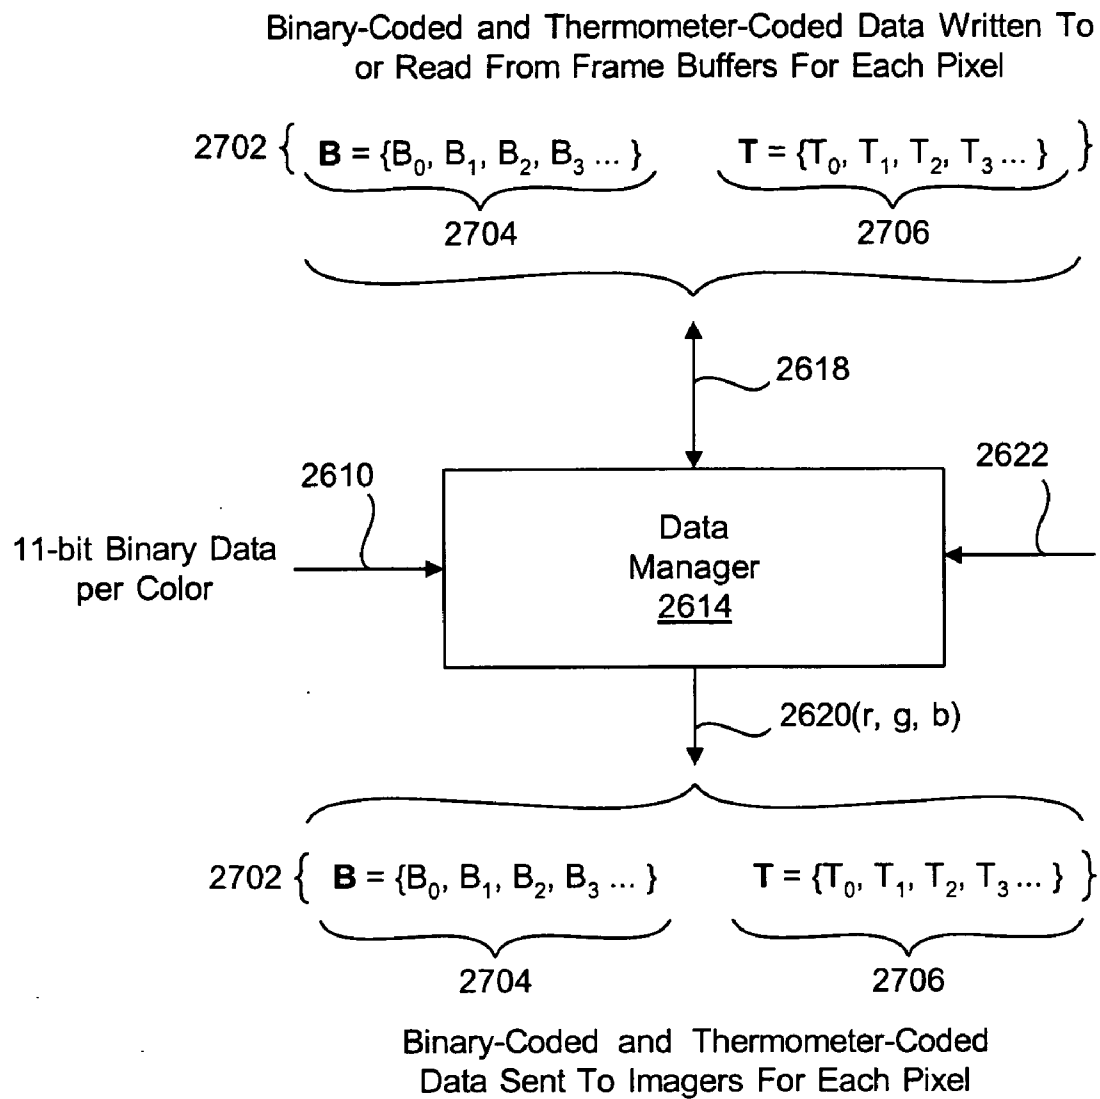 Binary-Coded and Thermometer-Coded Data Written To
or Read From Frame Buffers For Each Pixel
2702 { B = {B0, B1, B2, B3 ... } T = {T0, T1, T2, T3 ... } }
2704 2706
2618
2610 2622
11-bit Binary Data
per Color
Data
Manager
2614
2620(r, g, b)
2702 { B = {B0, B1, B2, B3 ... } T = {T0, T1, T2, T3 ... } }
2704 2706
Binary-Coded and Thermometer-Coded
Data Sent To Imagers For Each Pixel